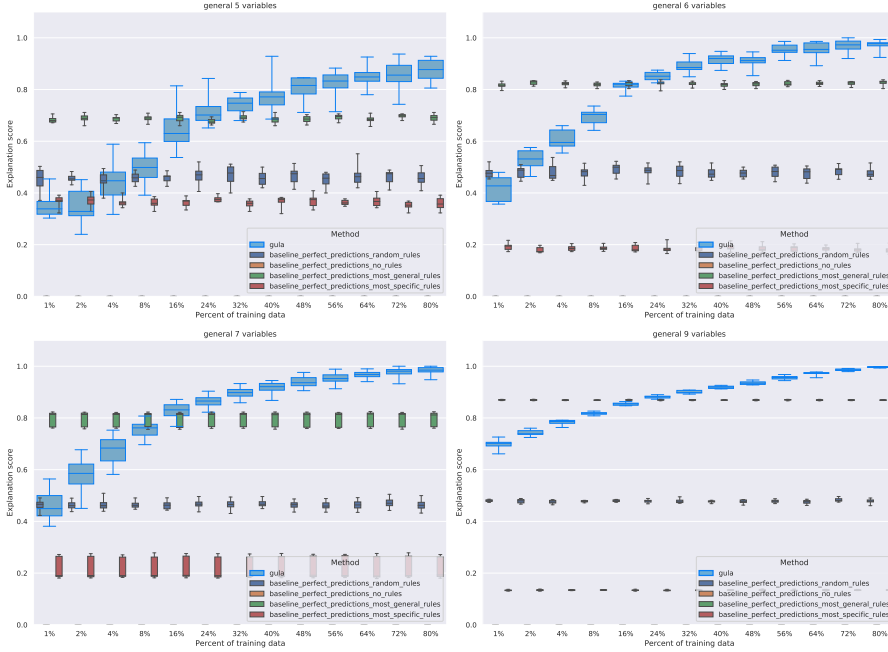 general 5 variables
1.0
0.8
0.6
0.4
0.2
0.0
Explanation score
1% 2% 4% 8% 16% 24% 32% 40% 48% 56% 64% 72% 80%
Percent of training data
Method
gula
baseline_perfect_predictions_random_rules
baseline_perfect_predictions_no_rules
baseline_perfect_predictions_most_general_rules
baseline_perfect_predictions_most_specific_rules
general 6 variables
1.0
0.8
0.6
0.4
0.2
0.0
Explanation score
1% 2% 4% 8% 16% 24% 32% 40% 48% 56% 64% 72% 80%
Percent of training data
Method
gula
baseline_perfect_predictions_random_rules
baseline_perfect_predictions_no_rules
baseline_perfect_predictions_most_general_rules
baseline_perfect_predictions_most_specific_rules
general 7 variables
1.0
0.8
0.6
0.4
0.2
0.0
Explanation score
1% 2% 4% 8% 16% 24% 32% 40% 48% 56% 64% 72% 80%
Percent of training data
Method
gula
baseline_perfect_predictions_random_rules
baseline_perfect_predictions_no_rules
baseline_perfect_predictions_most_general_rules
baseline_perfect_predictions_most_specific_rules
general 9 variables
1.0
0.8
0.6
0.4
0.2
0.0
Explanation score
1% 2% 4% 8% 16% 24% 32% 40% 48% 56% 64% 72% 80%
Percent of training data
Method
gula
baseline_perfect_predictions_random_rules
baseline_perfect_predictions_no_rules
baseline_perfect_predictions_most_general_rules
baseline_perfect_predictions_most_specific_rules